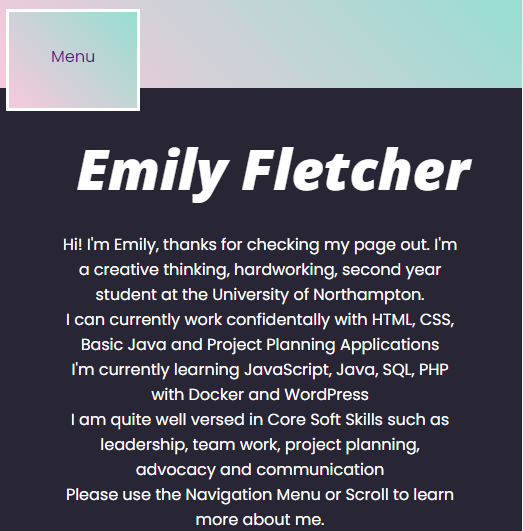 Menu
Emily Fletcher
Hi! I'm Emily, thanks for checking my page out. I'm
a creative thinking, hardworking, second year
student at the University of Northampton.
I can currently work confidentally with HTML, CSS,
Basic Java and Project Planning Applications
I'm currently learning JavaScript, Java, SQL, PHP
with Docker and WordPress
I am quite well versed in Core Soft Skills such as
leadership, team work, project planning,
advocacy and communication
Please use the Navigation Menu or Scroll to learn
more about me.